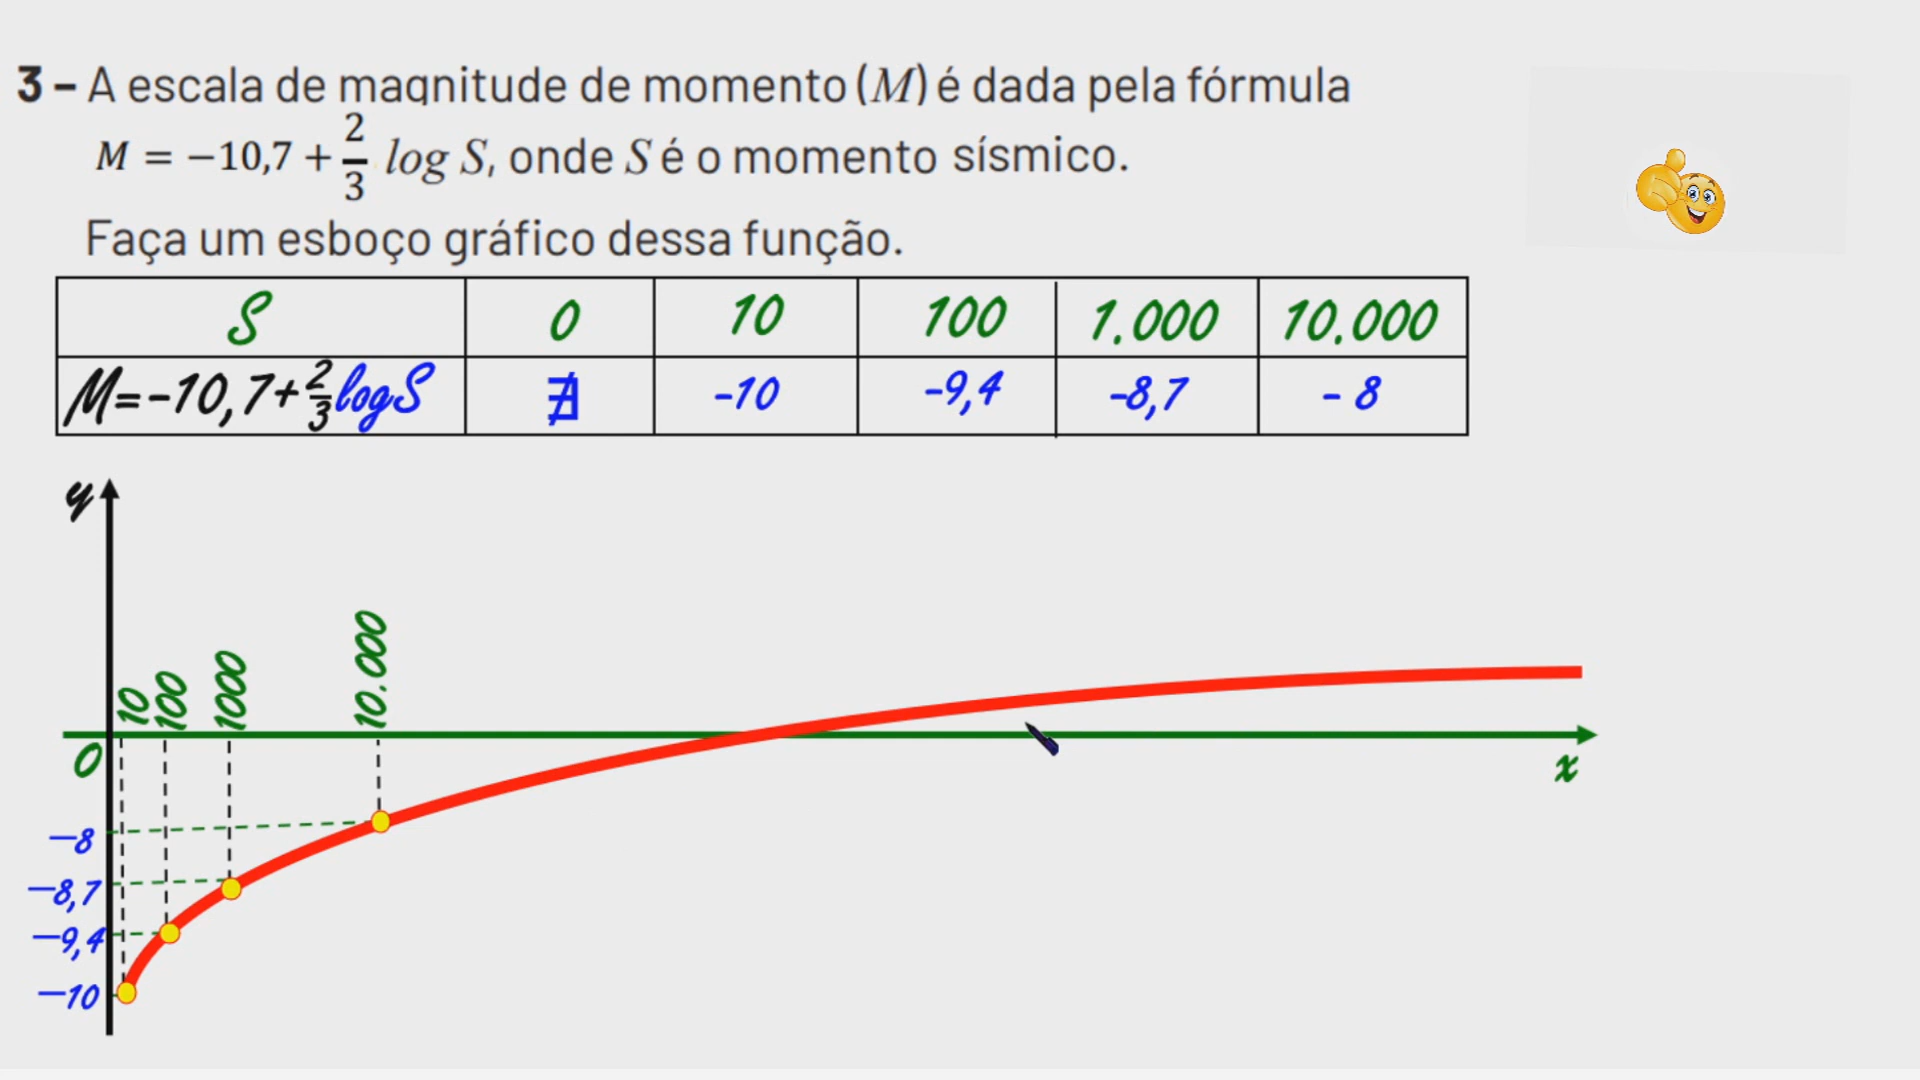 3 – A escala de magnitude de momento (M) é dada pela fórmula
M = −10,7 + 2/3 log S, onde S é o momento sísmico.
Faça um esboço gráfico dessa função.
S 0 10 100 1.000 10.000
M=-10,7+2/3logS ∄ -10 -9,4 -8,7 - 8
y
10 100 1000 10.000
0
x
—8
—8,7
—9,4
—10